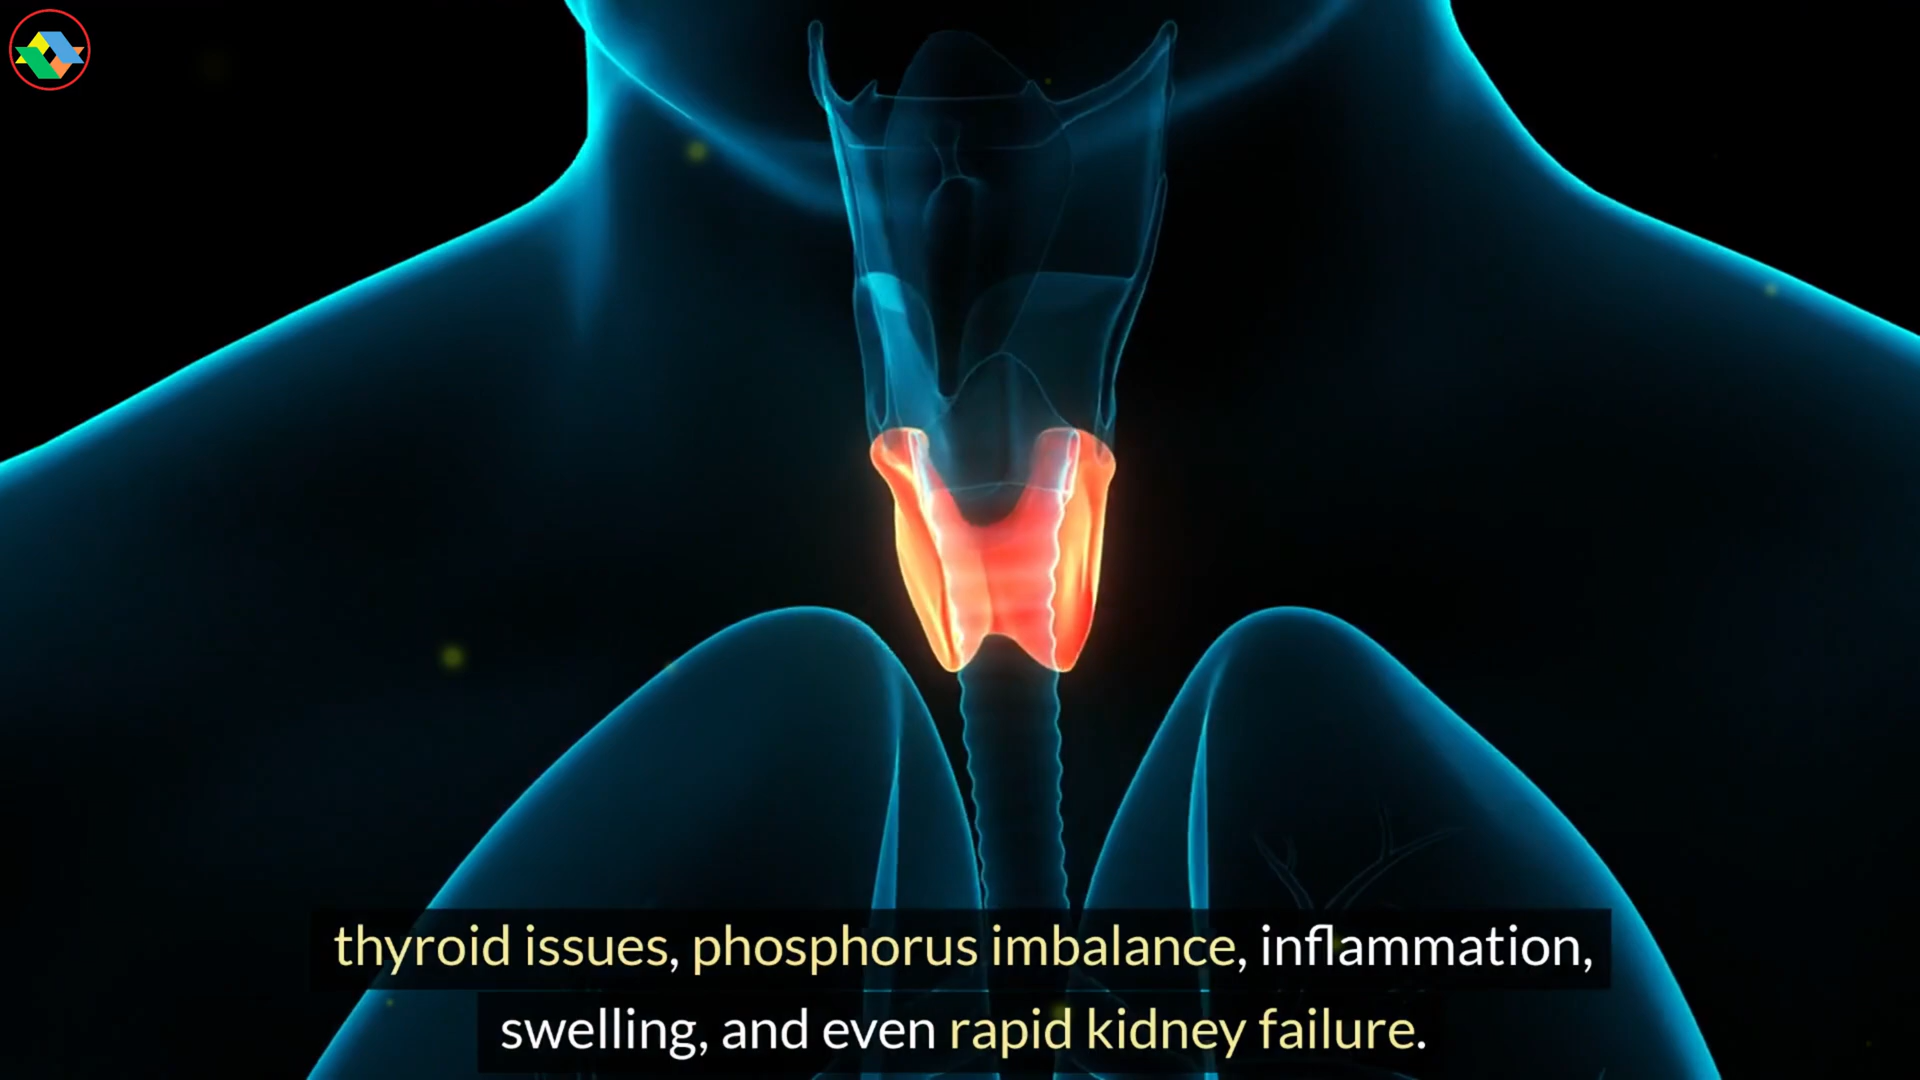 thyroid issues, phosphorus imbalance, inflammation,
swelling, and even rapid kidney failure.